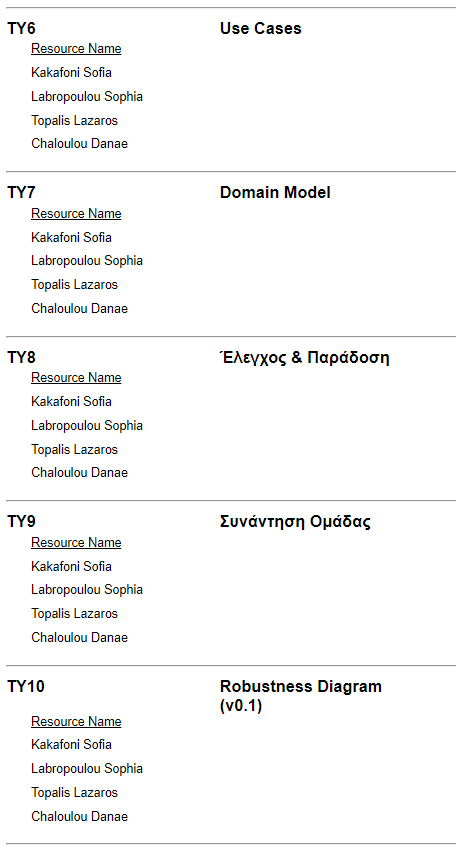 TY6 Use Cases
Resource Name
Kakafoni Sofia
Labropoulou Sophia
Topalis Lazaros
Chaloulou Danae
TY7 Domain Model
Resource Name
Kakafoni Sofia
Labropoulou Sophia
Topalis Lazaros
Chaloulou Danae
TY8 Έλεγχος & Παράδοση
Resource Name
Kakafoni Sofia
Labropoulou Sophia
Topalis Lazaros
Chaloulou Danae
TY9 Συνάντηση Ομάδας
Resource Name
Kakafoni Sofia
Labropoulou Sophia
Topalis Lazaros
Chaloulou Danae
TY10 Robustness Diagram
(v0.1)
Resource Name
Kakafoni Sofia
Labropoulou Sophia
Topalis Lazaros
Chaloulou Danae